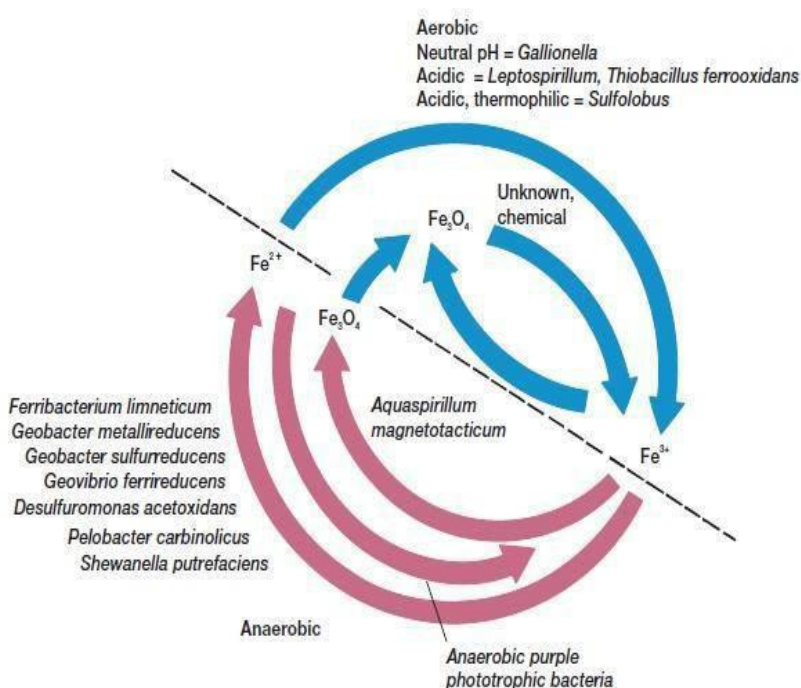 Aerobic
Neutral pH = Gallionella
Acidic = Leptospirillum, Thiobacillus ferrooxidans
Acidic, thermophilic = Sulfolobus
Unknown,
chemical
Fe₃O₄
Fe²⁺
Fe₃O₄
Ferribacterium limneticum
Geobacter metallireducens
Geobacter sulfurreducens
Geovibrio ferrireducens
Desulfuromonas acetoxidans
Pelobacter carbinolicus
Shewanella putrefaciens
Aquaspirillum
magnetotacticum
Fe³⁺
Anaerobic
Anaerobic purple
phototrophic bacteria